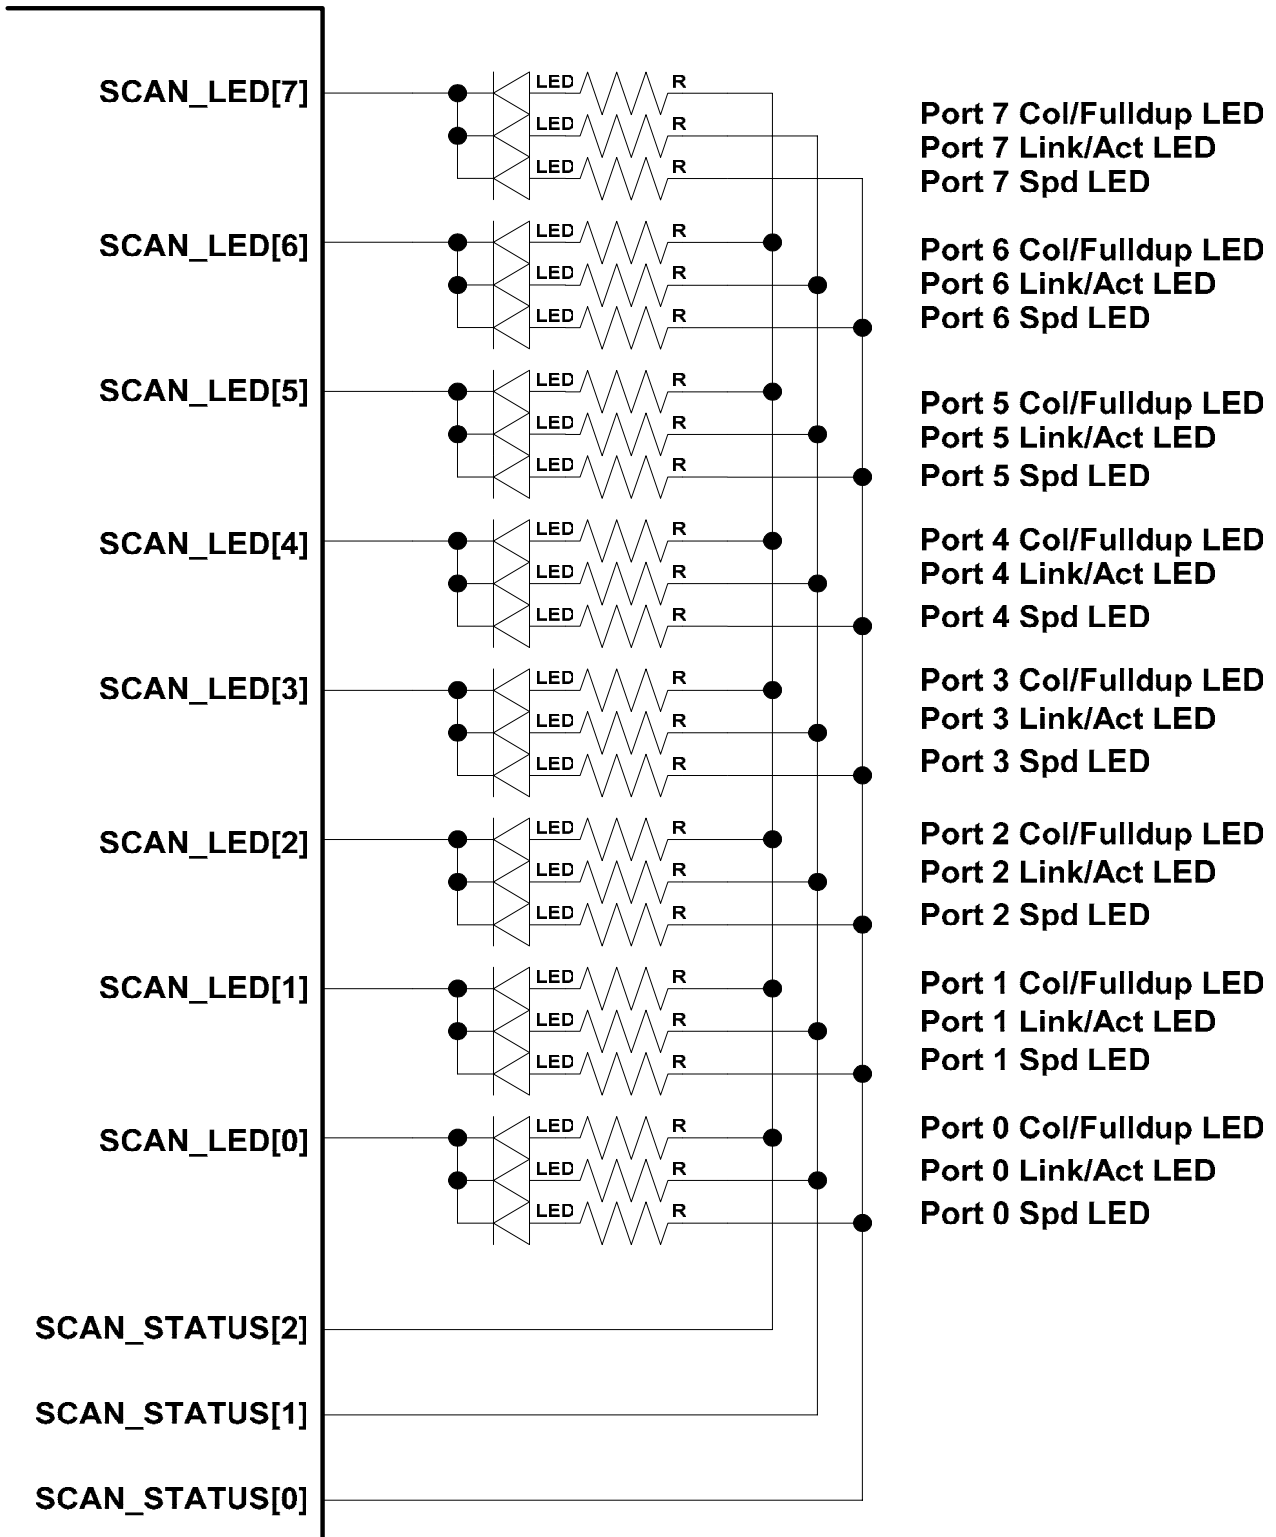 SCAN_LED[7]
LED R
LED R
LED R
Port 7 Col/Fulldup LED
Port 7 Link/Act LED
Port 7 Spd LED
SCAN_LED[6]
LED R
LED R
LED R
Port 6 Col/Fulldup LED
Port 6 Link/Act LED
Port 6 Spd LED
SCAN_LED[5]
LED R
LED R
LED R
Port 5 Col/Fulldup LED
Port 5 Link/Act LED
Port 5 Spd LED
SCAN_LED[4]
LED R
LED R
LED R
Port 4 Col/Fulldup LED
Port 4 Link/Act LED
Port 4 Spd LED
SCAN_LED[3]
LED R
LED R
LED R
Port 3 Col/Fulldup LED
Port 3 Link/Act LED
Port 3 Spd LED
SCAN_LED[2]
LED R
LED R
LED R
Port 2 Col/Fulldup LED
Port 2 Link/Act LED
Port 2 Spd LED
SCAN_LED[1]
LED R
LED R
LED R
Port 1 Col/Fulldup LED
Port 1 Link/Act LED
Port 1 Spd LED
SCAN_LED[0]
LED R
LED R
LED R
Port 0 Col/Fulldup LED
Port 0 Link/Act LED
Port 0 Spd LED
SCAN_STATUS[2]
SCAN_STATUS[1]
SCAN_STATUS[0]